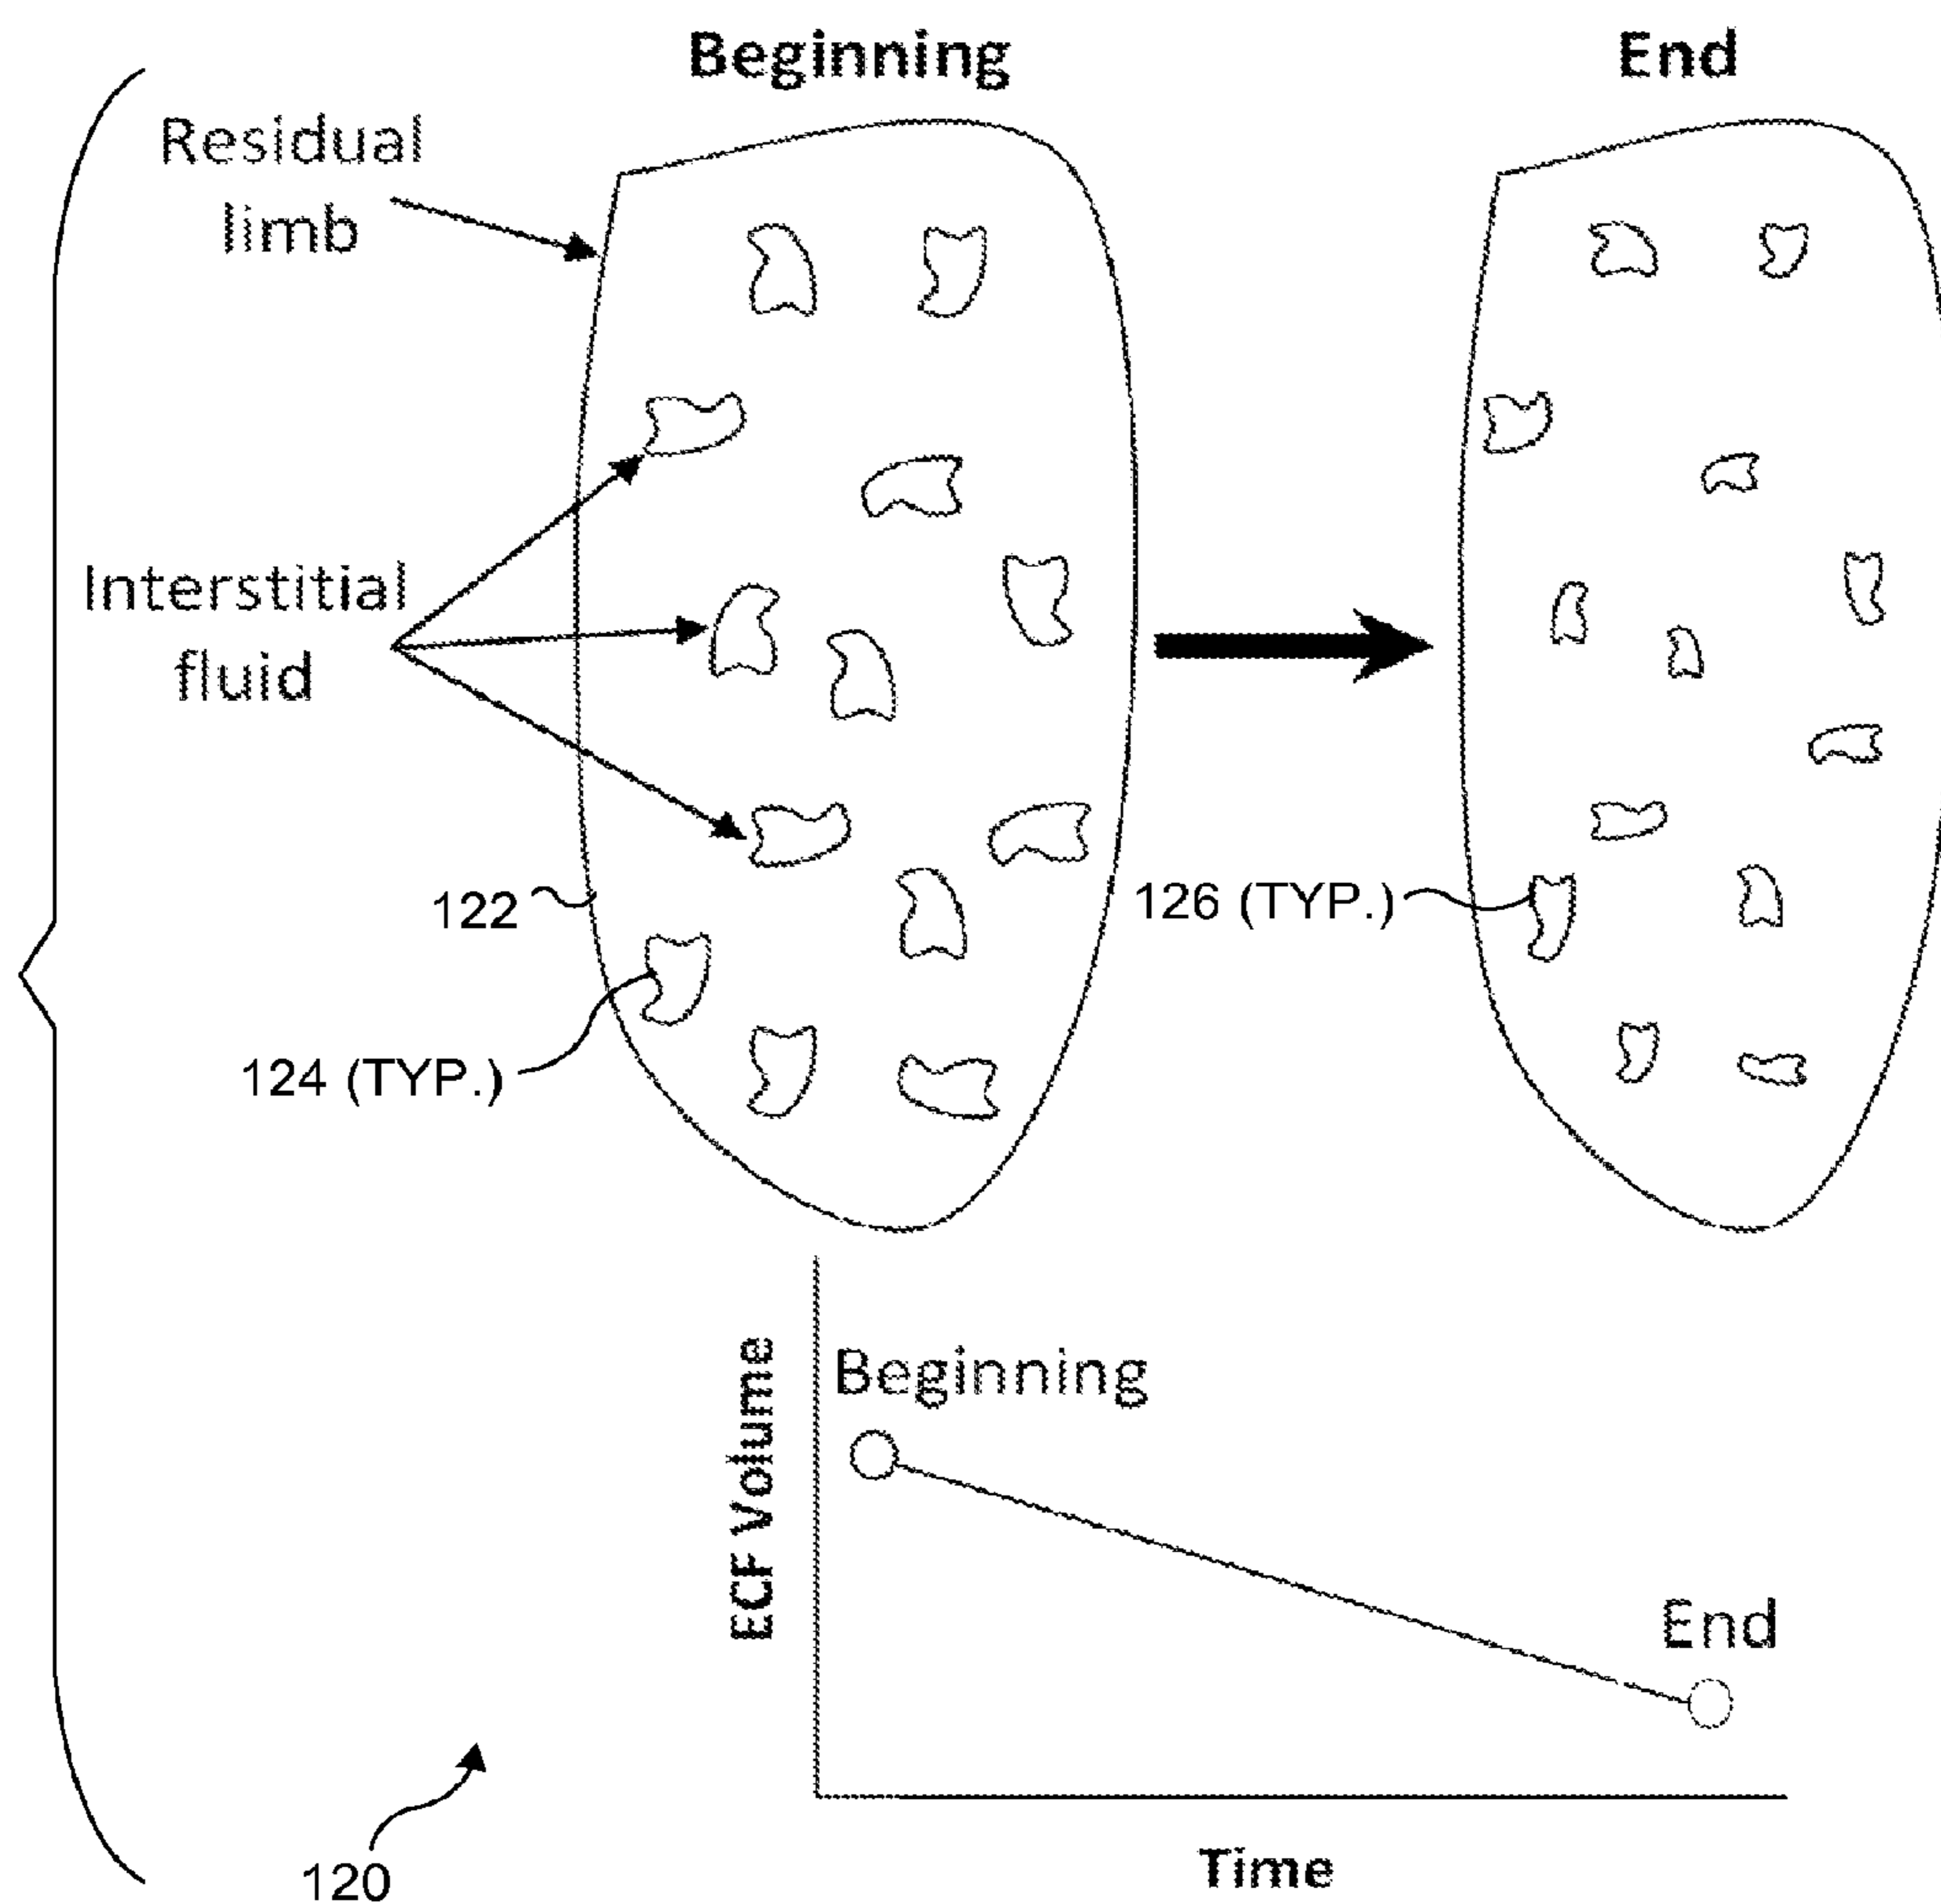 Beginning
End
Residual
limb
Interstitial
fluid
122
126 (TYP.)
124 (TYP.)
ECF Volume
Beginning
End
Time
120